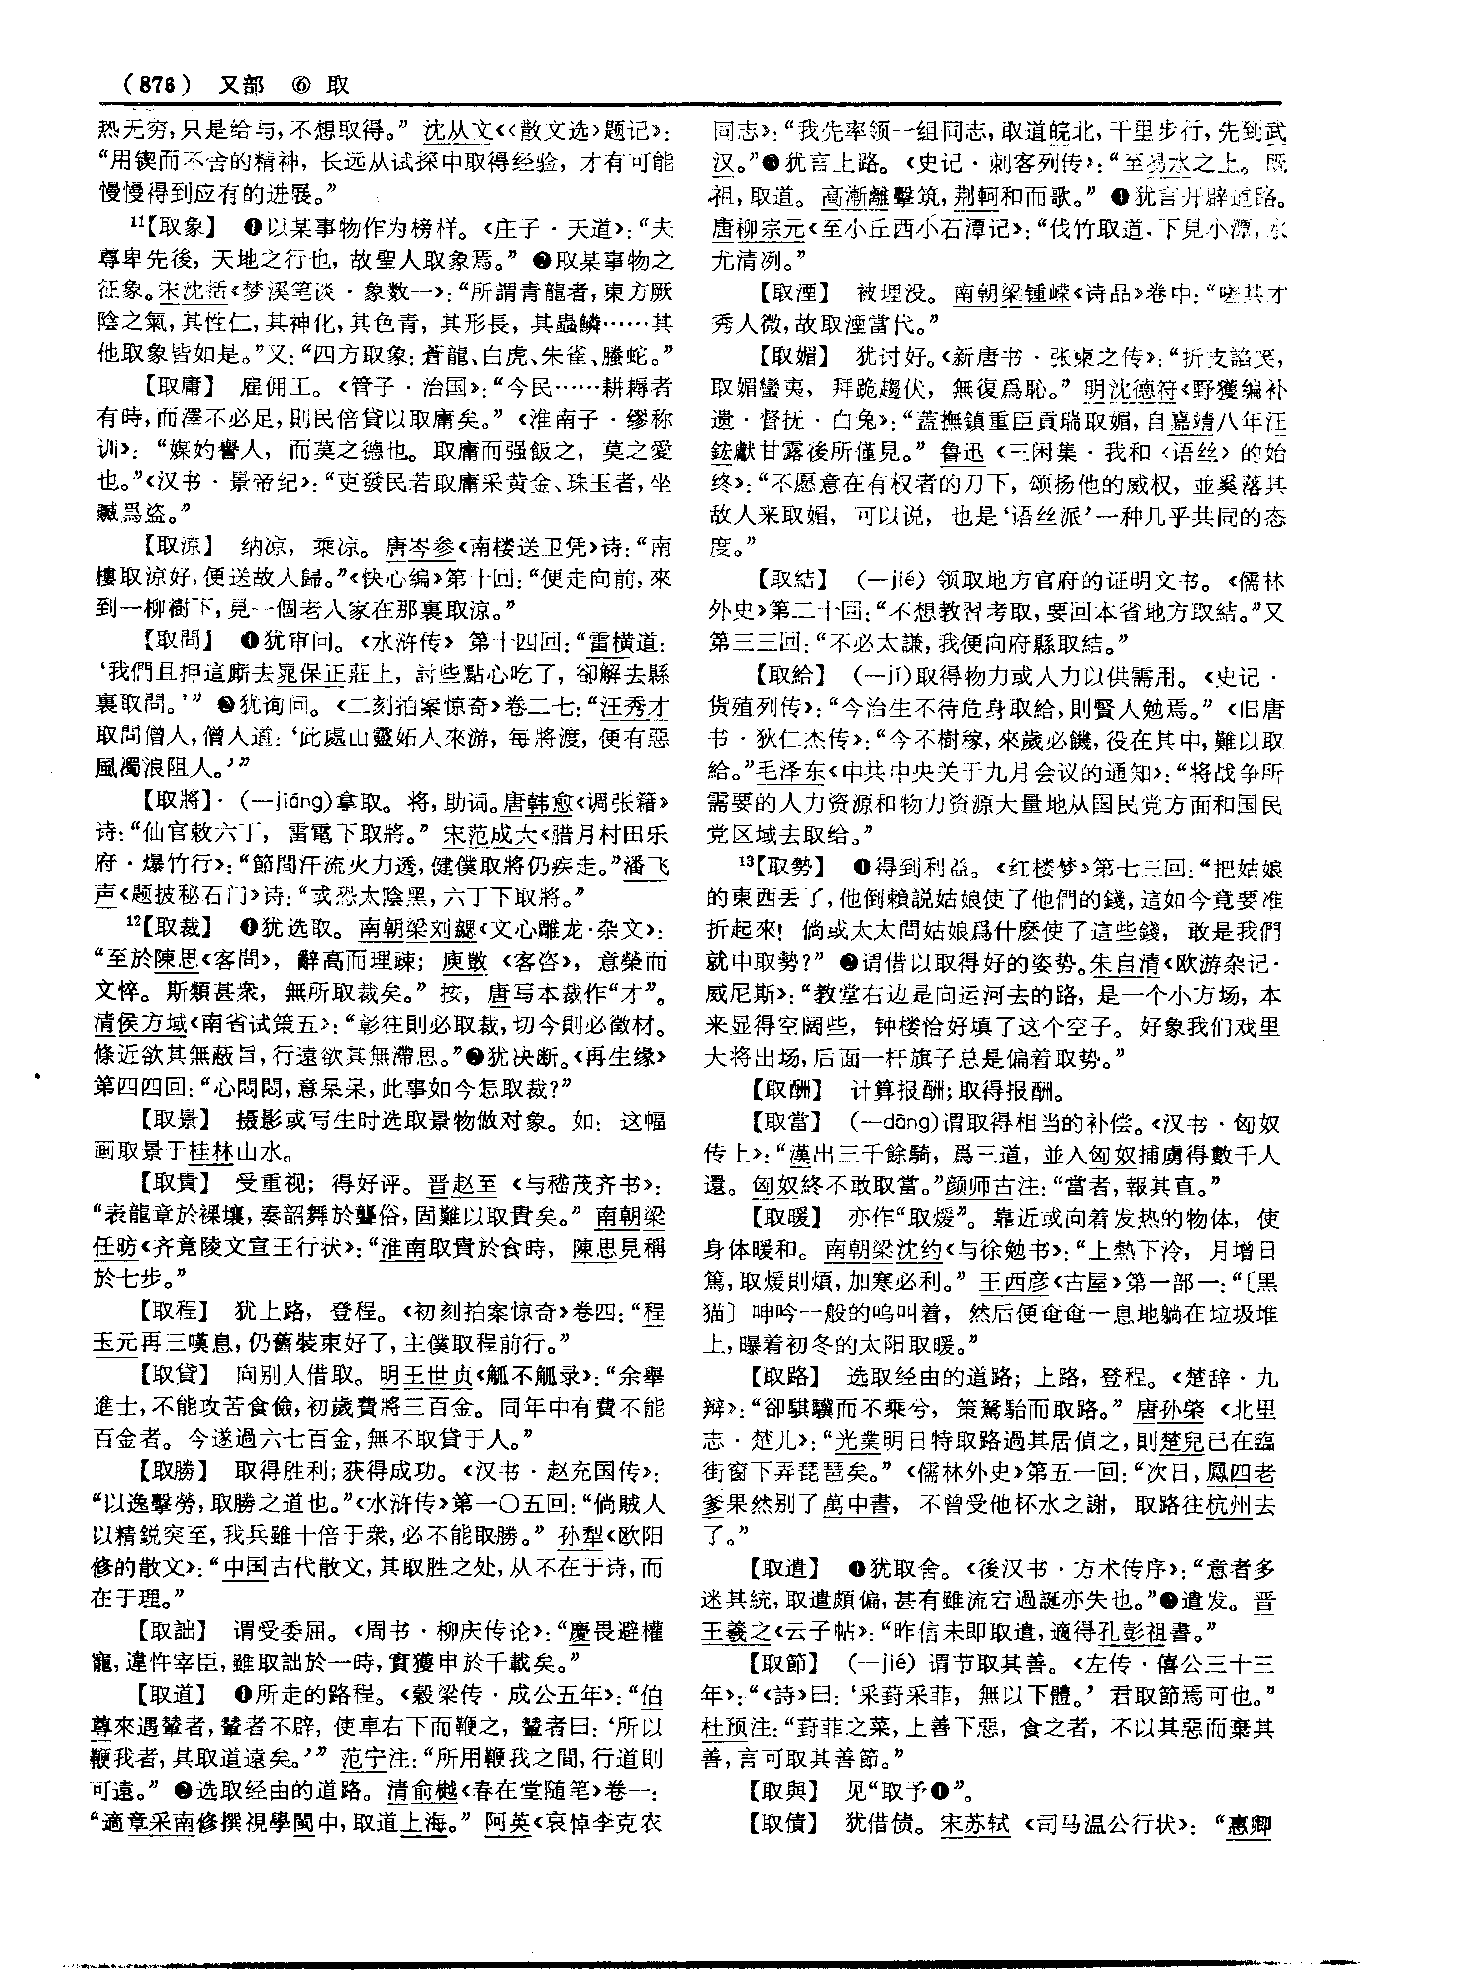 （876） 又部 ⑥ 取
热无穷，只是给与，不想取得。”沈从文《〈散文选〉题记》：
“用锲而不舍的精神，长远从试探中取得经验，才有可能
慢慢得到应有的进展。”
11【取象】 ❶以某事物作为榜样。《庄子·天道》：“夫
尊卑先後，天地之行也，故聖人取象焉。”❷取某事物之
征象。宋沈括《梦溪笔谈·象数一》：“所謂青龍者，東方厥
陰之氣，其性仁，其神化，其色青，其形長，其蟲鱗……其
他取象皆如是。”又：“四方取象：蒼龍、白虎、朱雀、螣蛇。”
【取庸】 雇佣工。《管子·治国》：“今民……耕耨者
有時，而澤不必足，則民倍貸以取庸矣。”《淮南子·缪称
训》：“媒妁譽人，而莫之德也。取庸而强飯之，莫之愛
也。”《汉书·景帝纪》：“吏發民若取庸采黄金、珠玉者，坐
臧爲盗。”
【取涼】 纳凉，乘凉。唐岑参《南楼送卫凭》诗：“南
樓取涼好，便送故人歸。”《快心编》第十回：“便走向前，來
到一柳樹下，見一個老人家在那裏取涼。”
【取問】 ❶犹审问。《水浒传》第十四回：“雷横道：
‘我們且押這廝去晁保正莊上，討些點心吃了，卻解去縣
裏取問。’”❷犹询问。《二刻拍案惊奇》卷二七：“汪秀才
取問僧人，僧人道：‘此處山靈妬人來游，每將渡，便有惡
風濁浪阻人。’”
【取將】·（一jiāng）拿取。将，助词。唐韩愈《调张籍》
诗：“仙官敕六丁，雷電下取將。”宋范成大《腊月村田乐
府·爆竹行》：“節間汗流火力透，健僕取將仍疾走。”潘飞
声《题披秘石门》诗：“或恐太陰黑，六丁下取將。”
12【取裁】 ❶犹选取。南朝梁刘勰《文心雕龙·杂文》：
“至於陳思《客問》，辭高而理疎；庾敳《客咨》，意榮而
文悴。斯類甚衆，無所取裁矣。”按，唐写本裁作“才”。
清侯方域《南省试策五》：“彰往則必取裁，切今則必徵材。
條近欲其無蔽旨，行遠欲其無滯思。”❷犹决断。《再生缘》
第四四回：“心悶悶，意呆呆，此事如今怎取裁？”
【取景】 摄影或写生时选取景物做对象。如：这幅
画取景于桂林山水。
【取貴】 受重视；得好评。晋赵至《与嵇茂齐书》：
“表龍章於裸壤，奏韶舞於聾俗，固難以取貴矣。”南朝梁
任昉《齐竟陵文宣王行状》：“淮南取貴於食時，陳思見稱
於七步。”
【取程】 犹上路，登程。《初刻拍案惊奇》卷四：“程
玉元再三嘆息，仍舊裝束好了，主僕取程前行。”
【取貸】 向别人借取。明王世贞《觚不觚录》：“余舉
進士，不能攻苦食儉，初歲費將三百金。同年中有費不能
百金者。今遂過六七百金，無不取貸于人。”
【取勝】 取得胜利；获得成功。《汉书·赵充国传》：
“以逸擊勞，取勝之道也。”《水浒传》第一〇五回：“倘賊人
以精鋭突至，我兵雖十倍于衆，必不能取勝。”孙犁《欧阳
修的散文》：“中国古代散文，其取胜之处，从不在于诗，而
在于理。”
【取詘】 谓受委屈。《周书·柳庆传论》：“慶畏避權
寵，違忤宰臣，雖取詘於一時，實獲申於千載矣。”
【取道】 ❶所走的路程。《穀梁传·成公五年》：“伯
尊來遇輦者，輦者不辟，使車右下而鞭之，輦者曰：‘所以
鞭我者，其取道遠矣。’”范宁注：“所用鞭我之間，行道則
可遠。”❷选取经由的道路。清俞樾《春在堂随笔》卷一：
“適章采南修撰視學閩中，取道上海。”阿英《哀悼李克农
同志》：“我先率领一组同志，取道皖北，千里步行，先到武
汉。”❸犹言上路。《史记·刺客列传》：“至易水之上。既
祖，取道。高漸離擊筑，荆軻和而歌。”❹犹言开辟道路。
唐柳宗元《至小丘西小石潭记》：“伐竹取道，下見小潭，水
尤清冽。”
【取湮】 被埋没。南朝梁锺嵘《诗品》卷中：“嗟其才
秀人微，故取湮當代。”
【取媚】 犹讨好。《新唐书·张柬之传》：“折支諂笑，
取媚蠻夷，拜跪趨伏，無復爲恥。”明沈德符《野獲编补
遗·督抚·白兔》：“蓋撫鎮重臣貢瑞取媚，自嘉靖八年汪
鋐獻甘露後所僅見。”鲁迅《三闲集·我和〈语丝〉的始
终》：“不愿意在有权者的刀下，颂扬他的威权，並奚落其
敌人来取媚，可以说，也是‘语丝派’一种几乎共同的态
度。”
【取結】 （一jié）领取地方官府的证明文书。《儒林
外史》第二十回：“不想教習考取，要回本省地方取結。”又
第三三回：“不必太謙，我便向府縣取結。”
【取給】 （一jǐ）取得物力或人力以供需用。《史记·
货殖列传》：“今治生不待危身取給，則賢人勉焉。”《旧唐
书·狄仁杰传》：“今不樹稼，來歲必饑，役在其中，難以取
給。”毛泽东《中共中央关于九月会议的通知》：“将战争所
需要的人力资源和物力资源大量地从国民党方面和国民
党区域去取给。”
13【取勢】 ❶得到利益。《红楼梦》第七三回：“把姑娘
的東西丢了，他倒賴説姑娘使了他們的錢，這如今竟要准
折起來！倘或太太問姑娘爲什麽使了這些錢，敢是我們
就中取勢？”❷谓借以取得好的姿势。朱自清《欧游杂记·
威尼斯》：“教堂右边是向运河去的路，是一个小方场，本
来显得空阔些，钟楼恰好填了这个空子。好象我们戏里
大将出场，后面一杆旗子总是偏着取势。”
【取酬】 计算报酬；取得报酬。
【取當】 （一dāng）谓取得相当的补偿。《汉书·匈奴
传上》：“漢出三千餘騎，爲三道，並入匈奴捕虜得數千人
還。匈奴終不敢取當。”颜师古注：“當者，報其直。”
【取暖】 亦作“取煖”。靠近或向着发热的物体，使
身体暖和。南朝梁沈约《与徐勉书》：“上熱下冷，月增日
篤，取煖則煩，加寒必利。”王西彦《古屋》第一部一：“〔黑
猫〕呻吟一般的呜叫着，然后便奄奄一息地躺在垃圾堆
上，曝着初冬的太阳取暖。”
【取路】 选取经由的道路；上路，登程。《楚辞·九
辩》：“卻騏驥而不乘兮，策駑駘而取路。”唐孙棨《北里
志·楚儿》：“光業明日特取路過其居偵之，則楚兒已在臨
街窗下弄琵琶矣。”《儒林外史》第五一回：“次日，鳳四老
爹果然别了萬中書，不曾受他杯水之謝，取路往杭州去
了。”
【取遣】 ❶犹取舍。《後汉书·方术传序》：“意者多
迷其統，取遣頗偏，甚有雖流宕過誕亦失也。”❷遣发。晋
王羲之《云子帖》：“昨信未即取遣，適得孔彭祖書。”
【取節】 （一jié）谓节取其善。《左传·僖公三十三
年》：“《詩》曰：‘采葑采菲，無以下體。’君取節焉可也。”
杜预注：“葑菲之菜，上善下惡，食之者，不以其惡而棄其
善，言可取其善節。”
【取與】 见“取予❶”。
【取債】 犹借债。宋苏轼《司马温公行状》：“惠卿